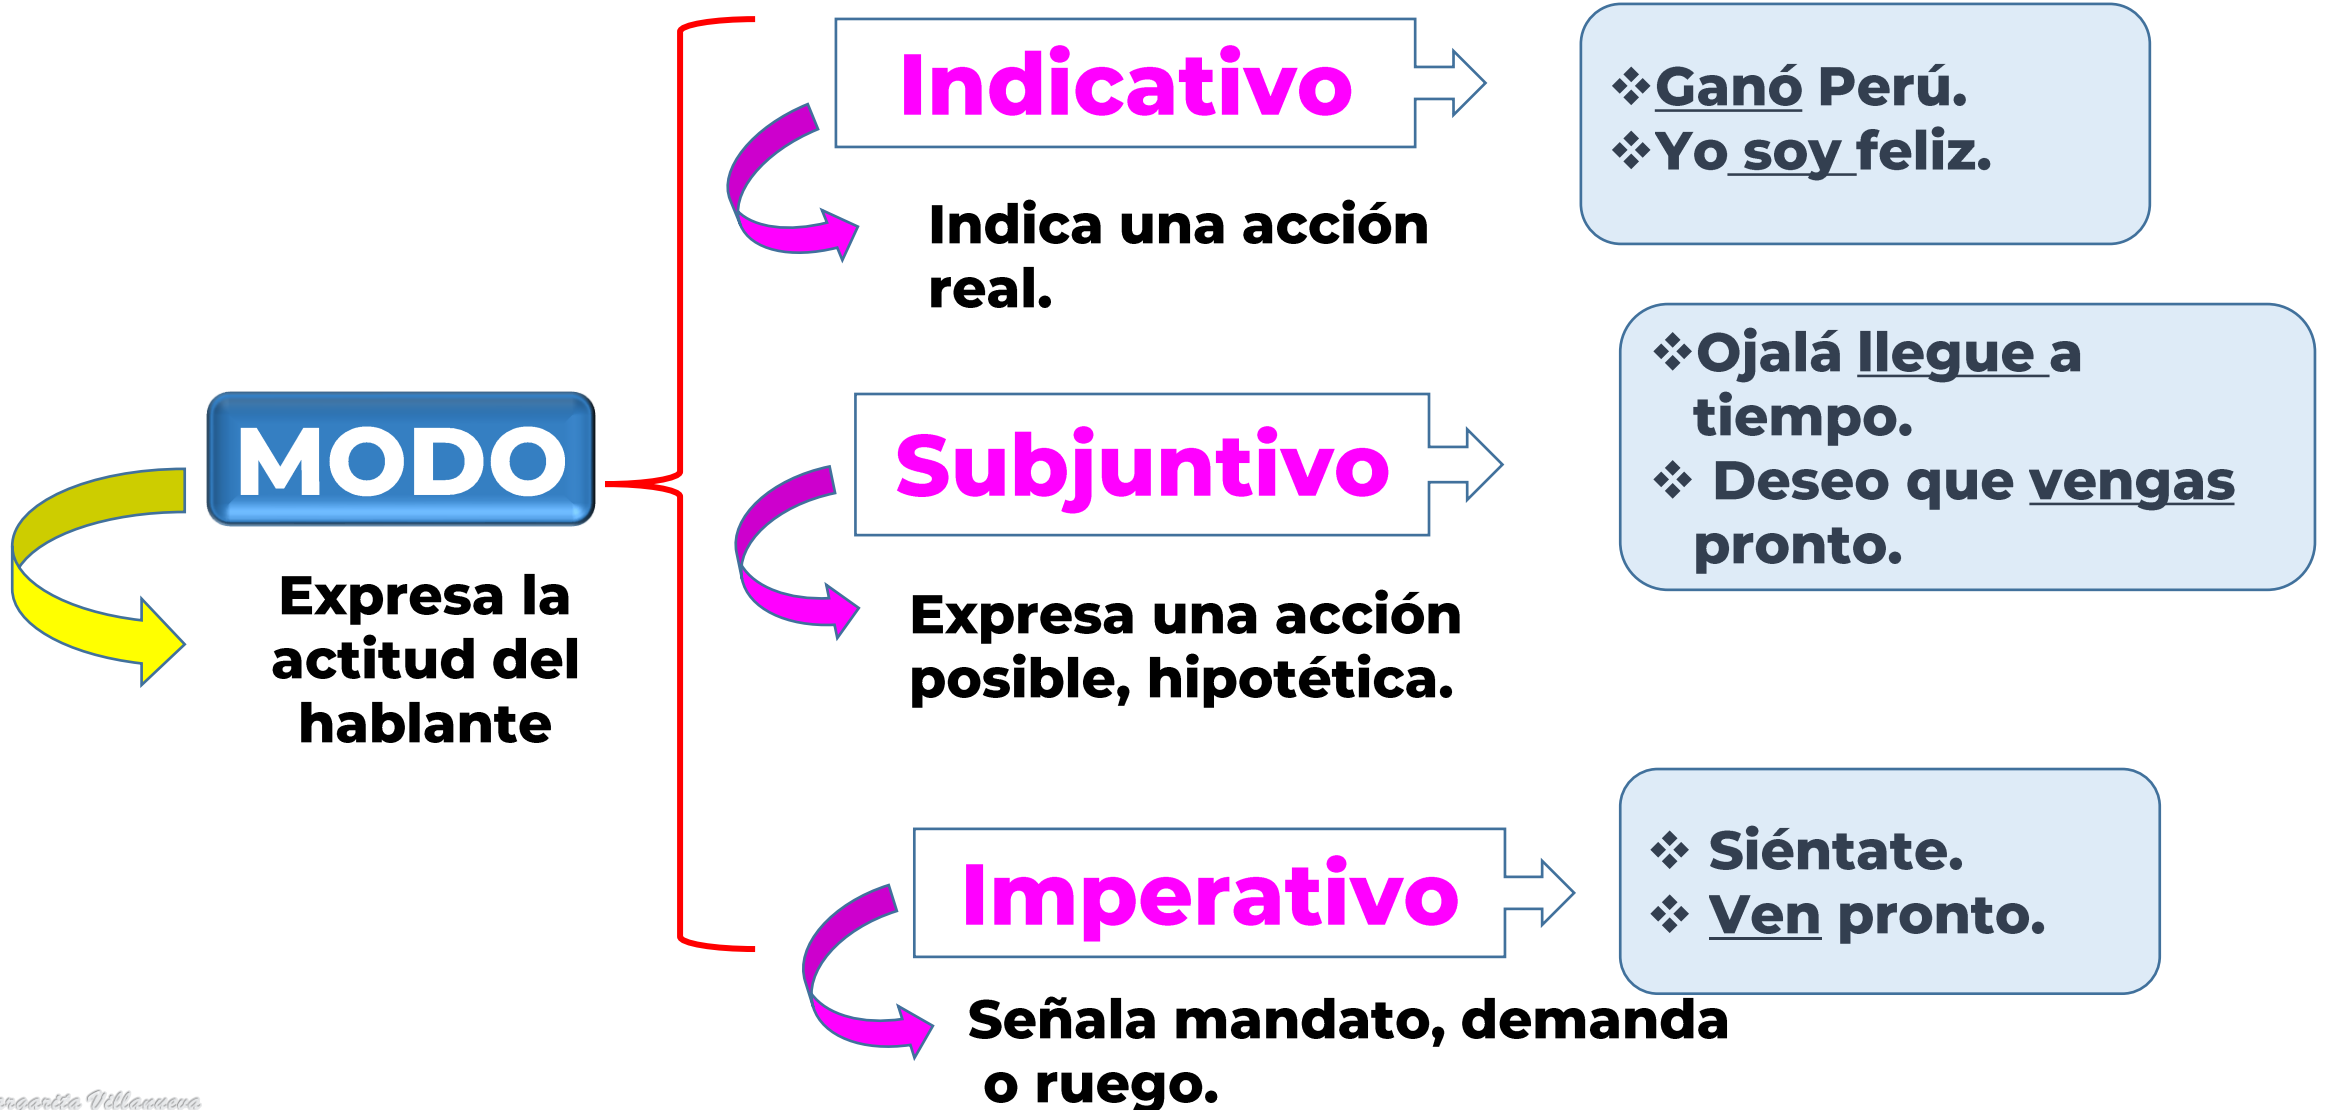 MODO
Expresa la
actitud del
hablante
Indicativo
Indica una acción
real.
❖Ganó Perú.
❖Yo soy feliz.
Subjuntivo
Expresa una acción
posible, hipotética.
❖Ojalá llegue a
tiempo.
❖ Deseo que vengas
pronto.
Imperativo
Señala mandato, demanda
o ruego.
❖ Siéntate.
❖ Ven pronto.
Villanueva